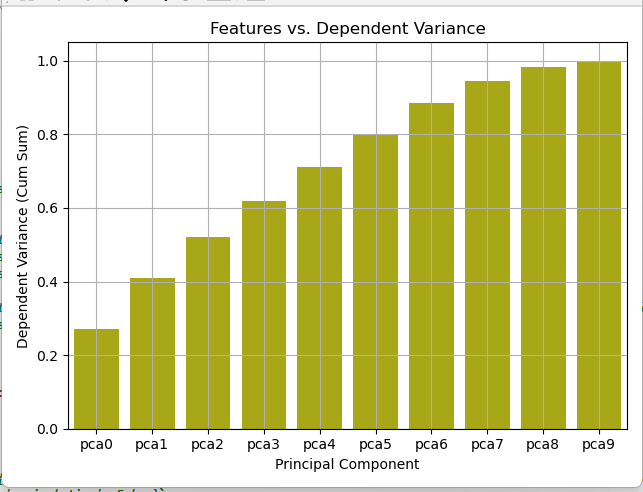 Features vs. Dependent Variance
Dependent Variance (Cum Sum)
1.0
0.8
0.6
0.4
0.2
0.0
pca0 pca1 pca2 pca3 pca4 pca5 pca6 pca7 pca8 pca9
Principal Component